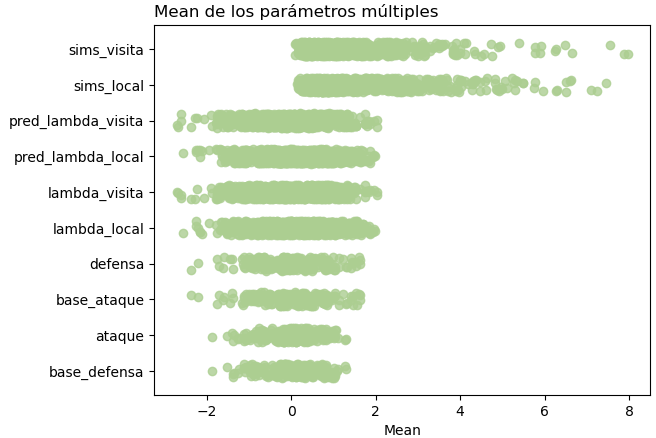 Mean de los parámetros múltiples
sims_visita
sims_local
pred_lambda_visita
pred_lambda_local
lambda_visita
lambda_local
defensa
base_ataque
ataque
base_defensa
−2 0 2 4 6 8
Mean